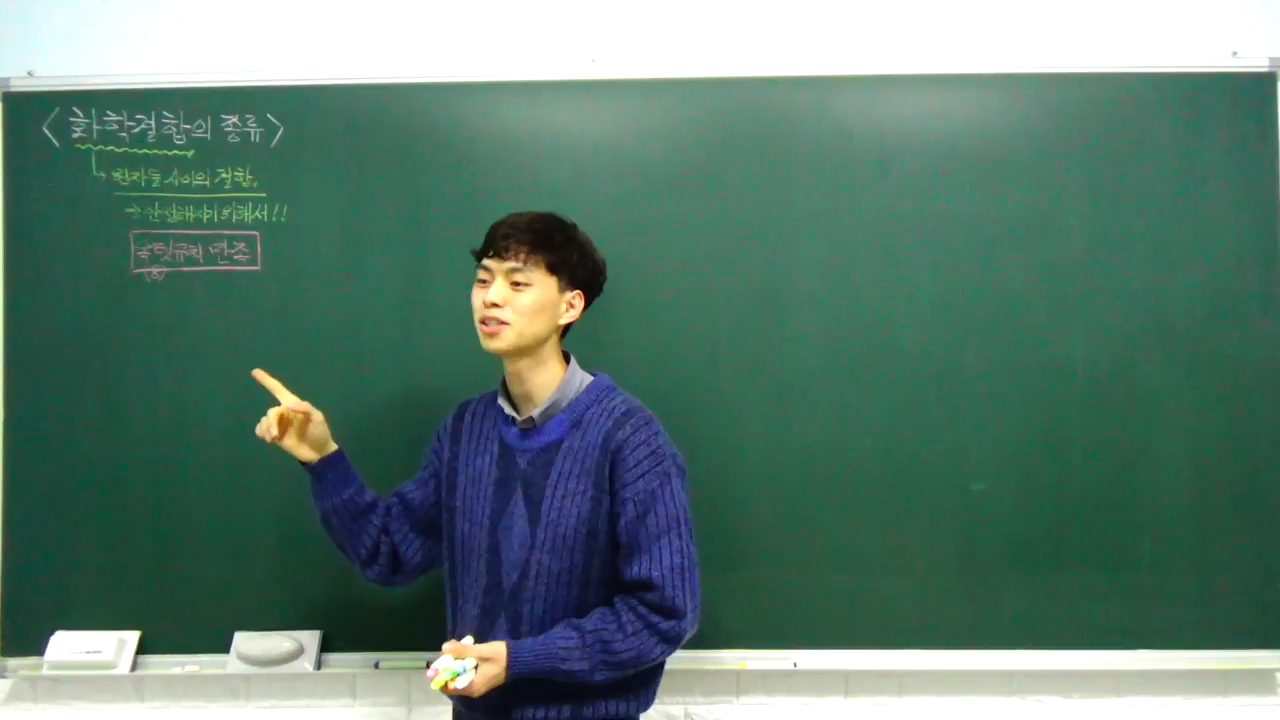 <화학결합의 종류>
↳ 원자들 사이의 결합.
→ 안정해지기 위해서!!
옥텟규칙 만족
(8)